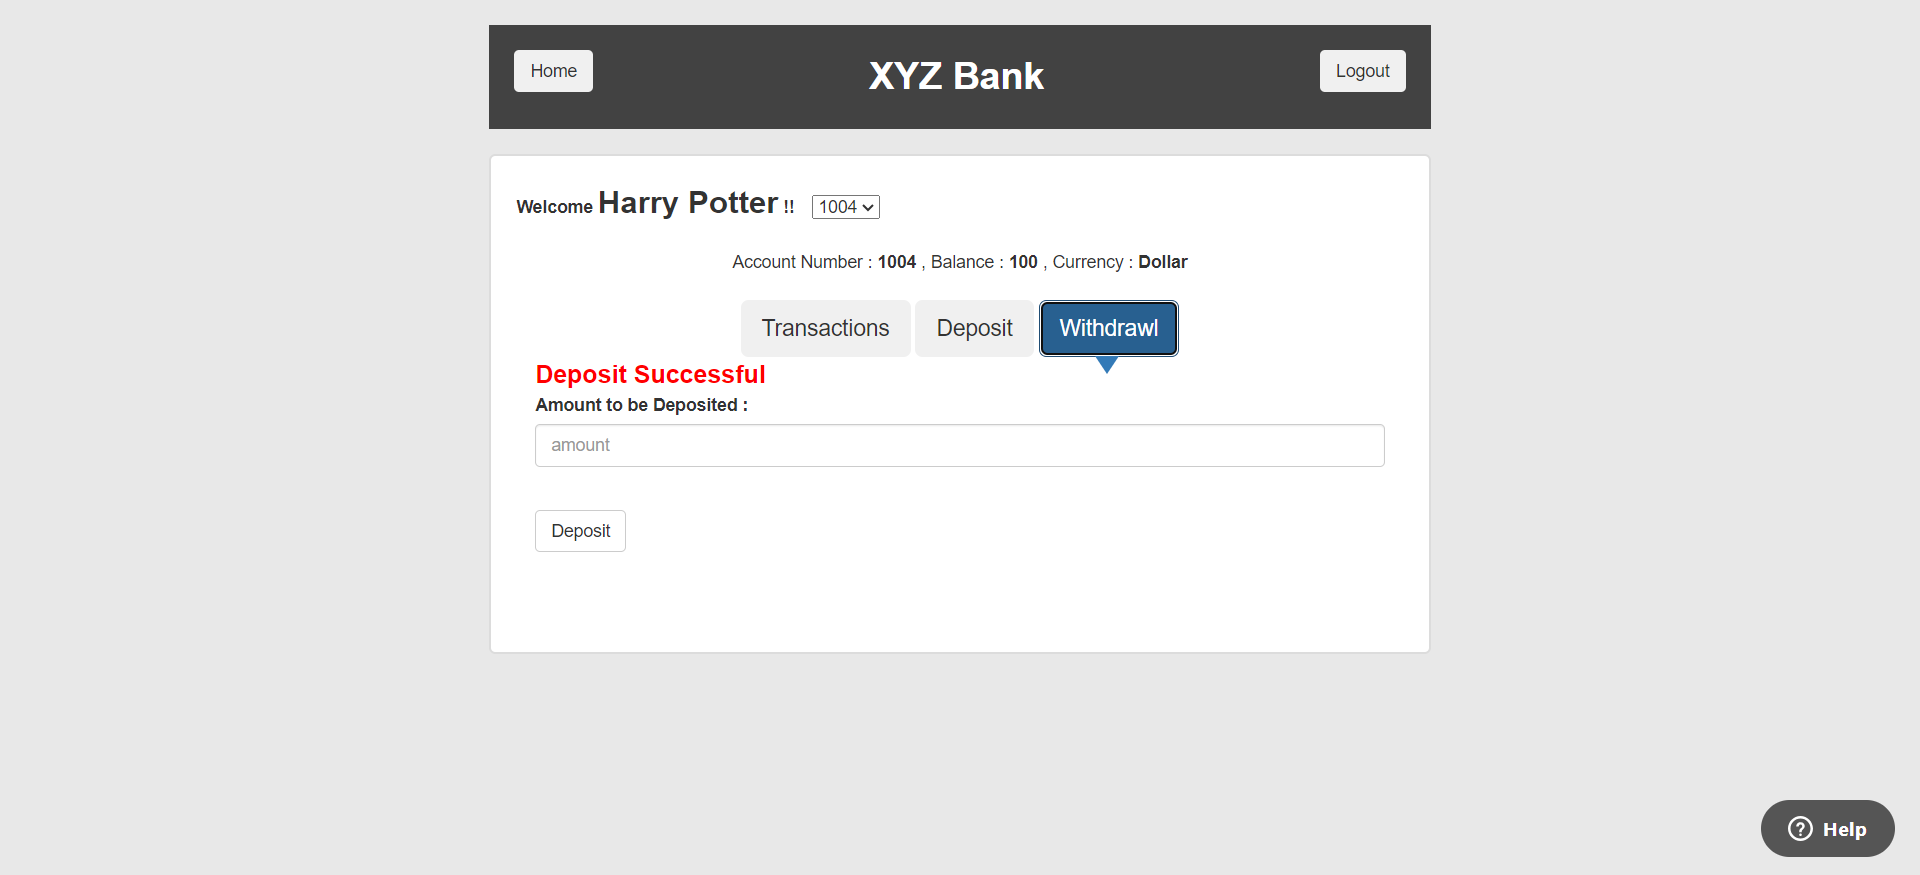 Home
XYZ Bank
Logout
Welcome Harry Potter !! 1004
Account Number : 1004 , Balance : 100 , Currency : Dollar
Transactions
Deposit
Withdrawl
Deposit Successful
Amount to be Deposited :
amount
Deposit
? Help